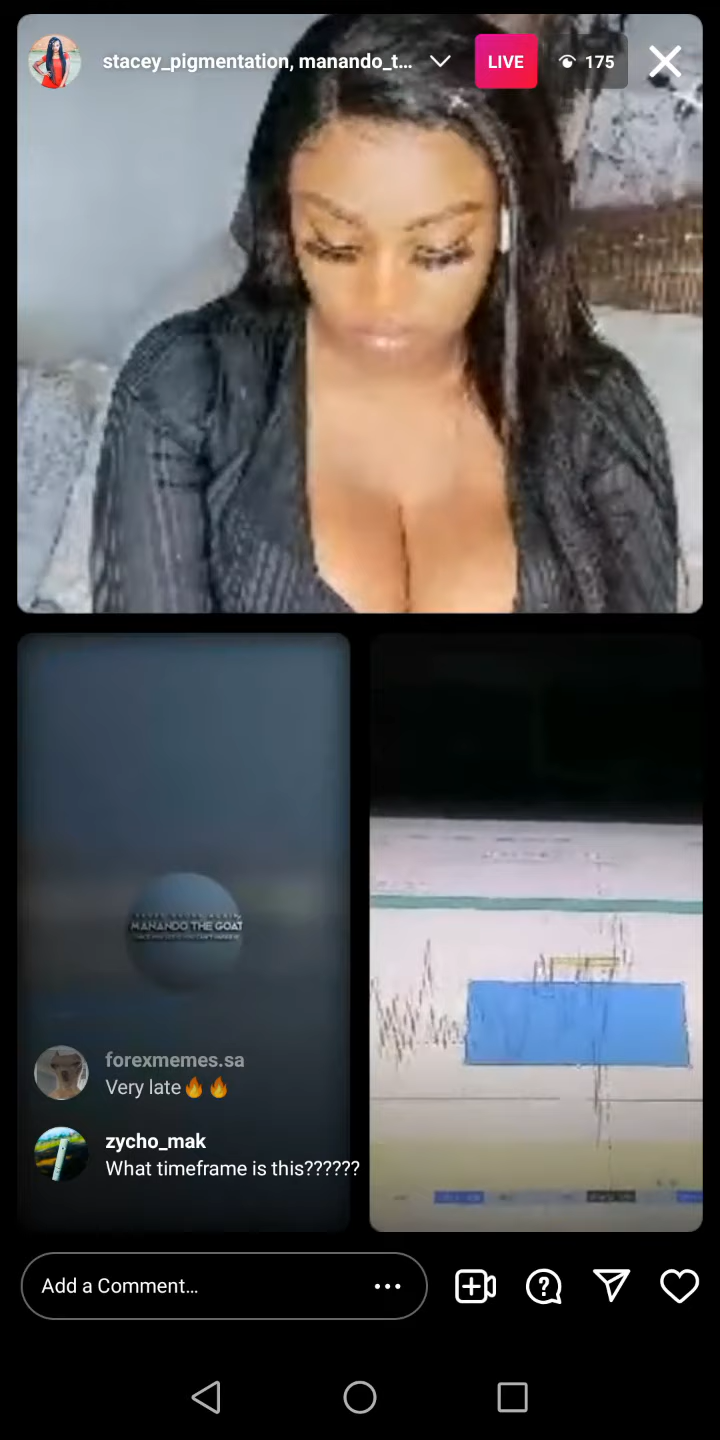 stacey_pigmentation, manando_t...
LIVE
175
MANANDO THE GOAT
forexmemes.sa
Very late🔥🔥
zycho_mak
What timeframe is this??????
Add a Comment...